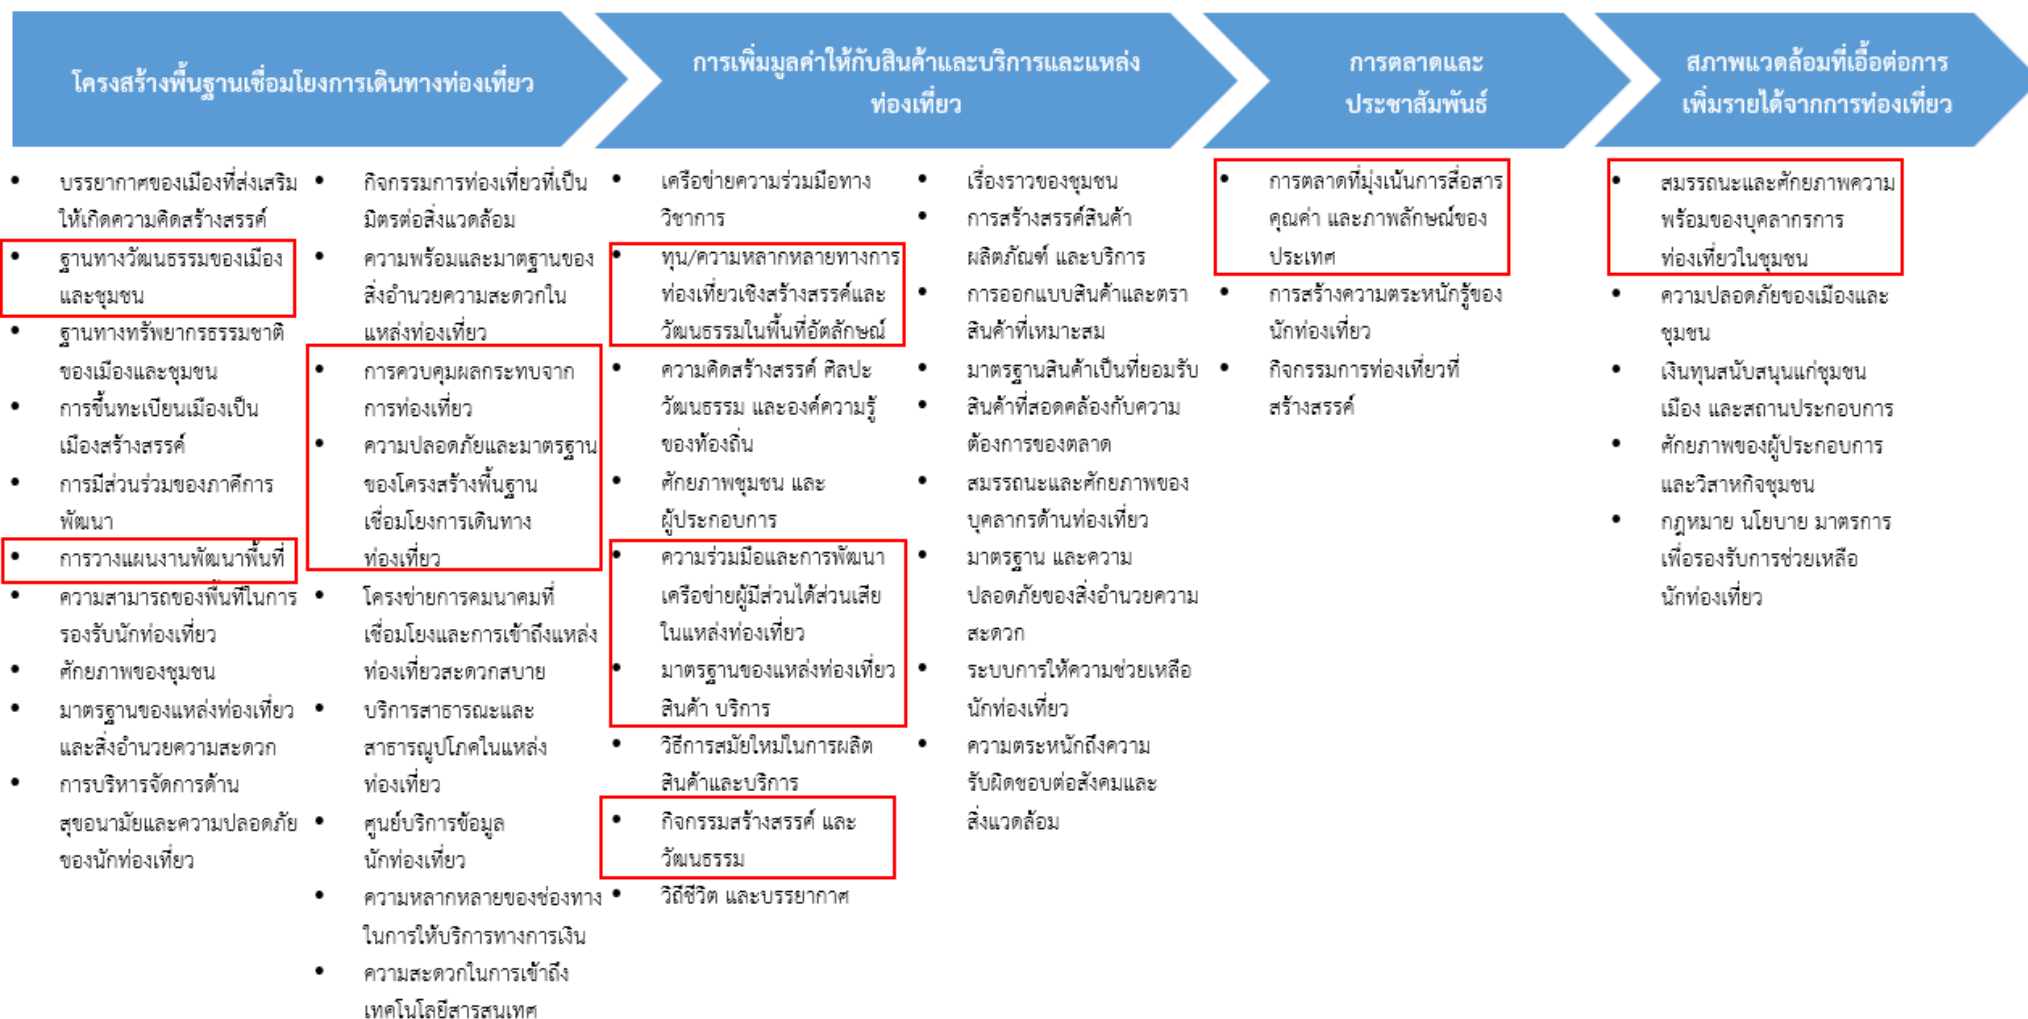 โครงสร้างพื้นฐานเชื่อมโยงการเดินทางท่องเที่ยว
การเพิ่มมูลค่าให้กับสินค้าและบริการและแหล่ง
ท่องเที่ยว
การตลาดและ
ประชาสัมพันธ์
สภาพแวดล้อมที่เอื้อต่อการ
เพิ่มรายได้จากการท่องเที่ยว
• บรรยากาศของเมืองที่ส่งเสริม
ให้เกิดความคิดสร้างสรรค์
• ฐานทางวัฒนธรรมของเมือง
และชุมชน
• ฐานทางทรัพยากรธรรมชาติ
ของเมืองและชุมชน
• การขึ้นทะเบียนเมืองเป็น
เมืองสร้างสรรค์
• การมีส่วนร่วมของภาคีการ
พัฒนา
• การวางแผนงานพัฒนาพื้นที่
• ความสามารถของพื้นที่ในการ
รองรับนักท่องเที่ยว
• ศักยภาพของชุมชน
• มาตรฐานของแหล่งท่องเที่ยว
และสิ่งอำนวยความสะดวก
• การบริหารจัดการด้าน
สุขอนามัยและความปลอดภัย
ของนักท่องเที่ยว
• กิจกรรมการท่องเที่ยวที่เป็น
มิตรต่อสิ่งแวดล้อม
• ความพร้อมและมาตฐานของ
สิ่งอำนวยความสะดวกใน
แหล่งท่องเที่ยว
• การควบคุมผลกระทบจาก
การท่องเที่ยว
• ความปลอดภัยและมาตรฐาน
ของโครงสร้างพื้นฐาน
เชื่อมโยงการเดินทาง
ท่องเที่ยว
• โครงข่ายการคมนาคมที่
เชื่อมโยงและการเข้าถึงแหล่ง
ท่องเที่ยวสะดวกสบาย
• บริการสาธารณะและ
สาธารณูปโภคในแหล่ง
ท่องเที่ยว
• ศูนย์บริการข้อมูล
นักท่องเที่ยว
• ความหลากหลายของช่องทาง
ในการให้บริการทางการเงิน
• ความสะดวกในการเข้าถึง
เทคโนโลยีสารสนเทศ
• เครือข่ายความร่วมมือทาง
วิชาการ
• ทุน/ความหลากหลายทางการ
ท่องเที่ยวเชิงสร้างสรรค์และ
วัฒนธรรมในพื้นที่อัตลักษณ์
• ความคิดสร้างสรรค์ ศิลปะ
วัฒนธรรม และองค์ความรู้
ของท้องถิ่น
• ศักยภาพชุมชน และ
ผู้ประกอบการ
• ความร่วมมือและการพัฒนา
เครือข่ายผู้มีส่วนได้ส่วนเสีย
ในแหล่งท่องเที่ยว
• มาตรฐานของแหล่งท่องเที่ยว
สินค้า บริการ
• วิธีการสมัยใหม่ในการผลิต
สินค้าและบริการ
• กิจกรรมสร้างสรรค์ และ
วัฒนธรรม
• วิถีชีวิต และบรรยากาศ
• เรื่องราวของชุมชน
• การสร้างสรรค์สินค้า
ผลิตภัณฑ์ และบริการ
• การออกแบบสินค้าและตรา
สินค้าที่เหมาะสม
• มาตรฐานสินค้าเป็นที่ยอมรับ
• สินค้าที่สอดคล้องกับความ
ต้องการของตลาด
• สมรรถนะและศักยภาพของ
บุคลากรด้านท่องเที่ยว
• มาตรฐาน และความ
ปลอดภัยของสิ่งอำนวยความ
สะดวก
• ระบบการให้ความช่วยเหลือ
นักท่องเที่ยว
• ความตระหนักถึงความ
รับผิดชอบต่อสังคมและ
สิ่งแวดล้อม
• การตลาดที่มุ่งเน้นการสื่อสาร
คุณค่า และภาพลักษณ์ของ
ประเทศ
• การสร้างความตระหนักรู้ของ
นักท่องเที่ยว
• กิจกรรมการท่องเที่ยวที่
สร้างสรรค์
• สมรรถนะและศักยภาพความ
พร้อมของบุคลากรการ
ท่องเที่ยวในชุมชน
• ความปลอดภัยของเมืองและ
ชุมชน
• เงินทุนสนับสนุนแก่ชุมชน
เมือง และสถานประกอบการ
• ศักยภาพของผู้ประกอบการ
และวิสาหกิจชุมชน
• กฎหมาย นโยบาย มาตรการ
เพื่อรองรับการช่วยเหลือ
นักท่องเที่ยว